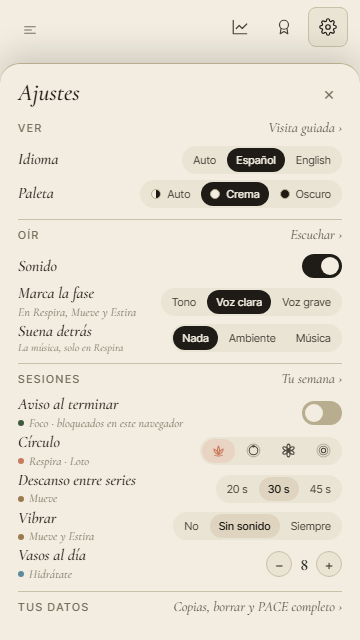 Ajustes
VER
Visita guiada ›
Idioma
Auto Español English
Paleta
Auto Crema Oscuro
OÍR
Escuchar ›
Sonido
Marca la fase
En Respira, Mueve y Estira
Tono Voz clara Voz grave
Suena detrás
La música, solo en Respira
Nada Ambiente Música
SESIONES
Tu semana ›
Aviso al terminar
Foco · bloqueados en este navegador
Círculo
Respira · Loto
Descanso entre series
Mueve
20 s 30 s 45 s
Vibrar
Mueve y Estira
No Sin sonido Siempre
Vasos al día
Hidrátate
− 8 +
TUS DATOS
Copias, borrar y PACE completo ›